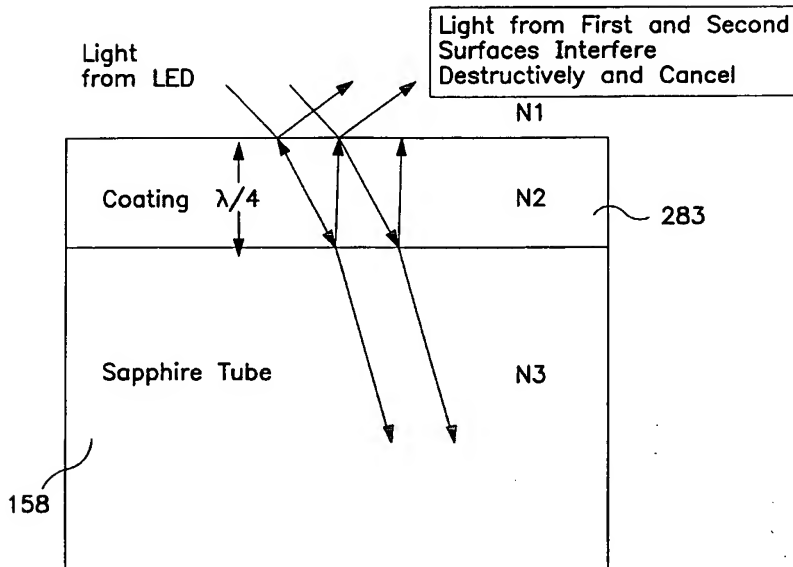 Light from First and Second
Surfaces Interfere
Destructively and Cancel
Light
from LED
N1
Coating λ/4
N2
283
Sapphire Tube
N3
158